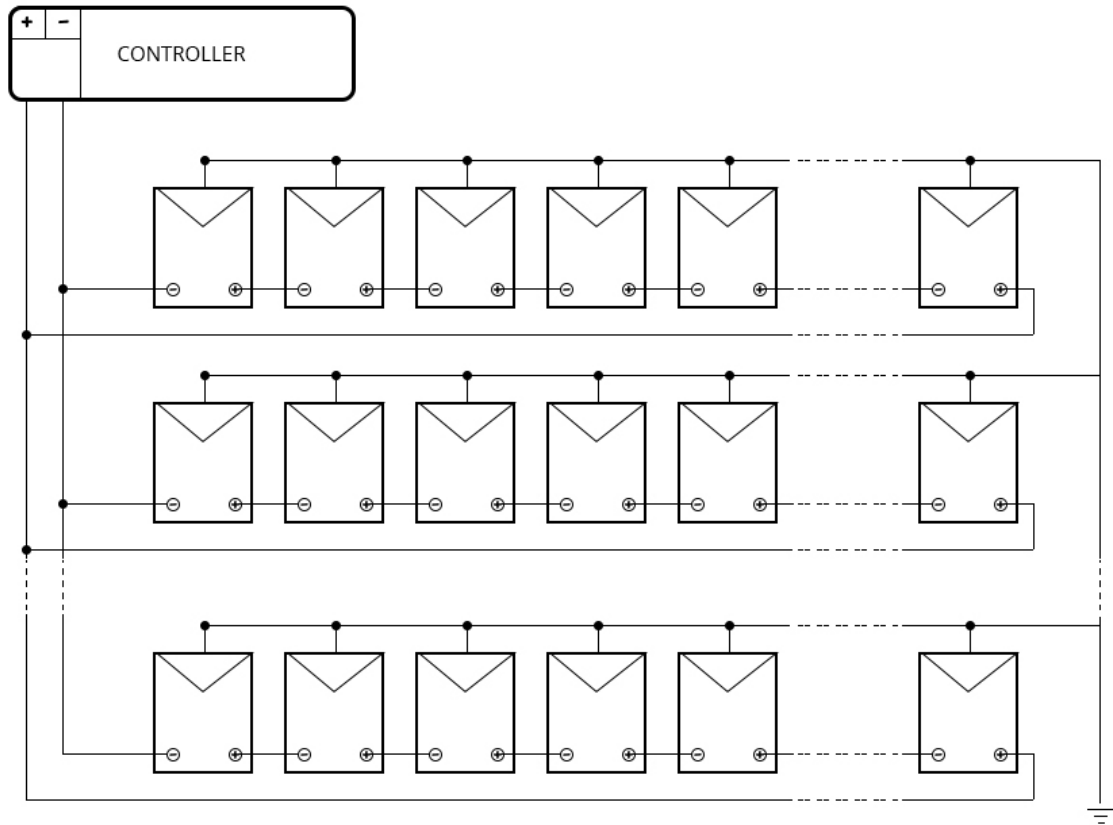 + −
CONTROLLER
− + − + − + − + − + − +
− + − + − + − + − + − +
− + − + − + − + − + − +